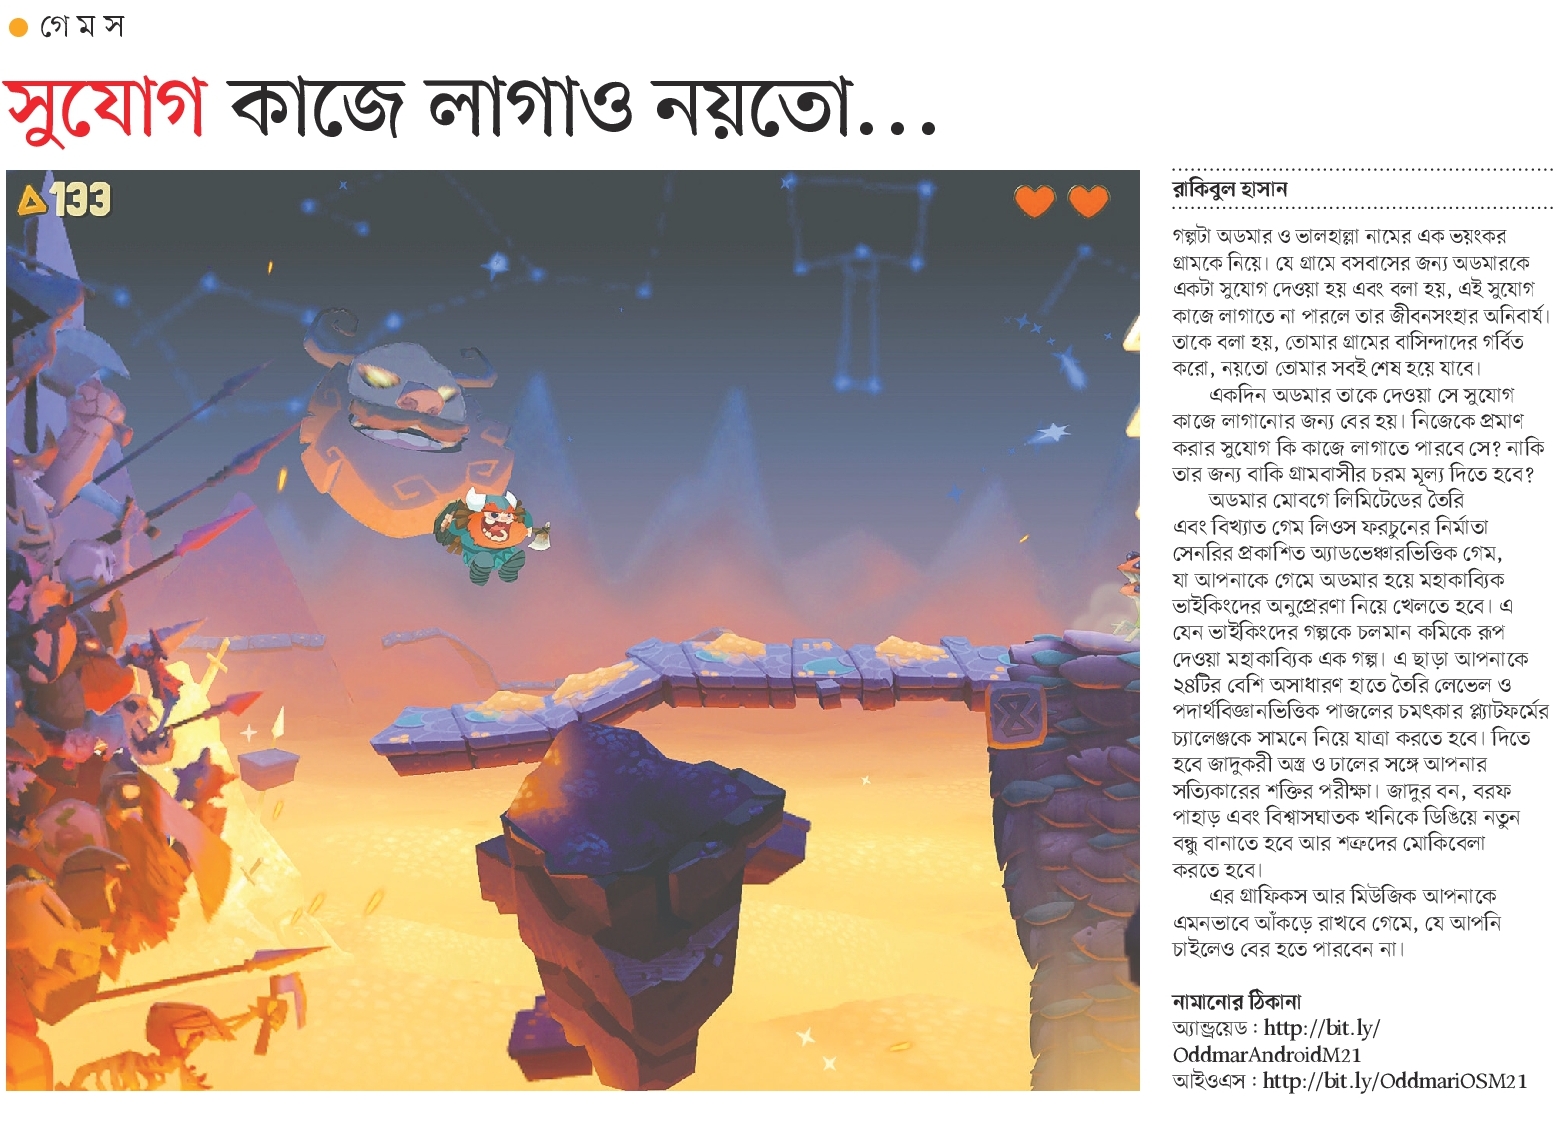 গেমস
সুযোগ কাজে লাগাও নয়তো...
133
রাকিবুল হাসান
গল্পটা অডমার ও ভালহাল্লা নামের এক ভয়ংকর
গ্রামকে নিয়ে। যে গ্রামে বসবাসের জন্য অডমারকে
একটা সুযোগ দেওয়া হয় এবং বলা হয়, এই সুযোগ
কাজে লাগাতে না পারলে তার জীবনসংহার অনিবার্য।
তাকে বলা হয়, তোমার গ্রামের বাসিন্দাদের গর্বিত
করো, নয়তো তোমার সবই শেষ হয়ে যাবে।
একদিন অডমার তাকে দেওয়া সে সুযোগ
কাজে লাগানোর জন্য বের হয়। নিজেকে প্রমাণ
করার সুযোগ কি কাজে লাগাতে পারবে সে? নাকি
তার জন্য বাকি গ্রামবাসীর চরম মূল্য দিতে হবে?
অডমার মোবগে লিমিটেডের তৈরি
এবং বিখ্যাত গেম লিওস ফরচুনের নির্মাতা
সেনরির প্রকাশিত অ্যাডভেঞ্চারভিত্তিক গেম,
যা আপনাকে গেমে অডমার হয়ে মহাকাব্যিক
ভাইকিংদের অনুপ্রেরণা নিয়ে খেলতে হবে। এ
যেন ভাইকিংদের গল্পকে চলমান কমিকে রূপ
দেওয়া মহাকাব্যিক এক গল্প। এ ছাড়া আপনাকে
২৪টির বেশি অসাধারণ হাতে তৈরি লেভেল ও
পদার্থবিজ্ঞানভিত্তিক পাজলের চমৎকার প্ল্যাটফর্মের
চ্যালেঞ্জকে সামনে নিয়ে যাত্রা করতে হবে। দিতে
হবে জাদুকরী অস্ত্র ও ঢালের সঙ্গে আপনার
সত্যিকারের শক্তির পরীক্ষা। জাদুর বন, বরফ
পাহাড় এবং বিশ্বাসঘাতক খনিকে ডিঙিয়ে নতুন
বন্ধু বানাতে হবে আর শত্রুদের মোকিবেলা
করতে হবে।
এর গ্রাফিকস আর মিউজিক আপনাকে
এমনভাবে আঁকড়ে রাখবে গেমে, যে আপনি
চাইলেও বের হতে পারবেন না।
নামানোর ঠিকানা
অ্যান্ড্রয়েড : http://bit.ly/
OddmarAndroidM21
আইওএস : http://bit.ly/OddmariOSM21